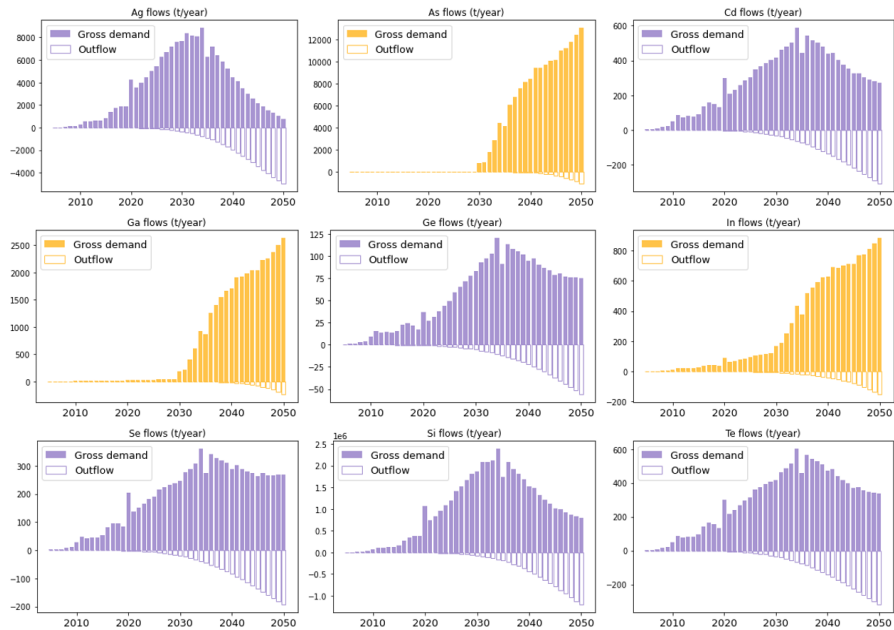 Ag flows (t/year)
8000
6000
4000
2000
0
−2000
−4000
Gross demand
Outflow
2010 2020 2030 2040 2050
As flows (t/year)
12000
10000
8000
6000
4000
2000
0
Gross demand
Outflow
2010 2020 2030 2040 2050
Cd flows (t/year)
600
400
200
0
−200
Gross demand
Outflow
2010 2020 2030 2040 2050
Ga flows (t/year)
2500
2000
1500
1000
500
0
Gross demand
Outflow
2010 2020 2030 2040 2050
Ge flows (t/year)
125
100
75
50
25
0
−25
−50
Gross demand
Outflow
2010 2020 2030 2040 2050
In flows (t/year)
800
600
400
200
0
−200
Gross demand
Outflow
2010 2020 2030 2040 2050
Se flows (t/year)
300
200
100
0
−100
−200
Gross demand
Outflow
2010 2020 2030 2040 2050
Si flows (t/year)
1e6
2.5
2.0
1.5
1.0
0.5
0.0
−0.5
−1.0
Gross demand
Outflow
2010 2020 2030 2040 2050
Te flows (t/year)
600
400
200
0
−200
Gross demand
Outflow
2010 2020 2030 2040 2050